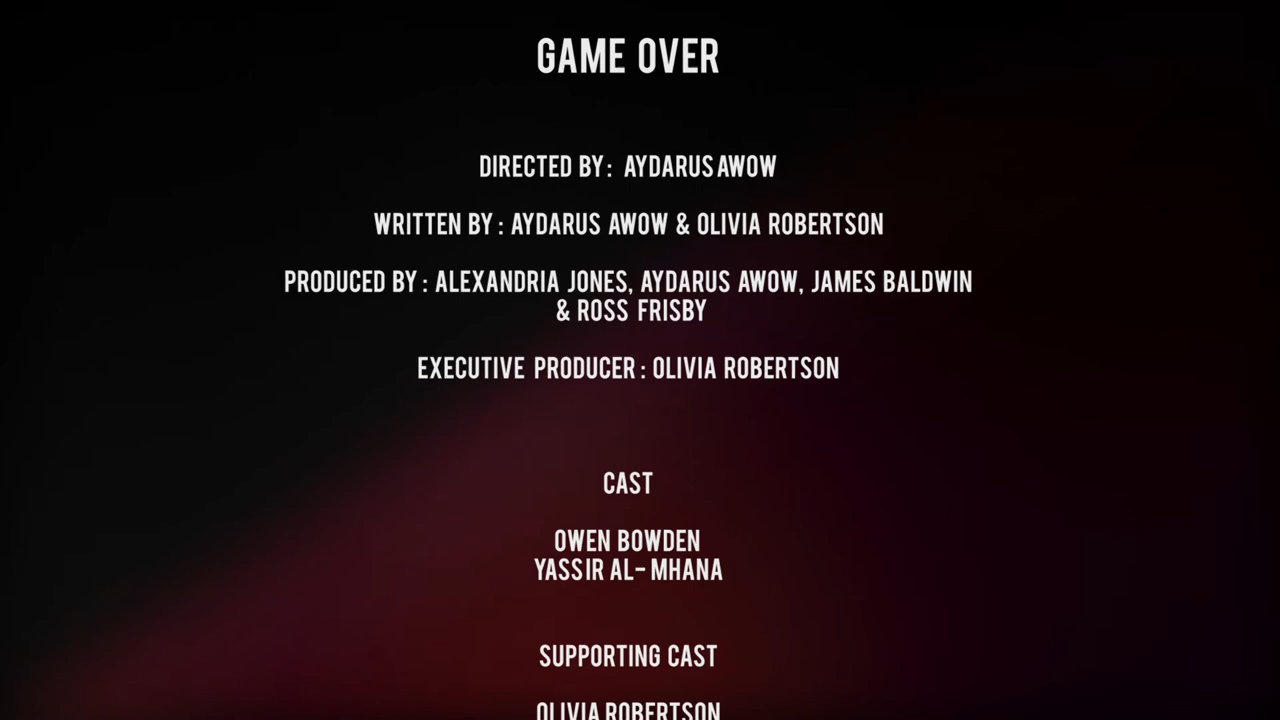 GAME OVER
DIRECTED BY: AYDARUS AWOW
WRITTEN BY : AYDARUS AWOW & OLIVIA ROBERTSON
PRODUCED BY : ALEXANDRIA JONES, AYDARUS AWOW, JAMES BALDWIN
& ROSS FRISBY
EXECUTIVE PRODUCER : OLIVIA ROBERTSON
CAST
OWEN BOWDEN
YASSIR AL- MHANA
SUPPORTING CAST
OLIVIA ROBERTSON